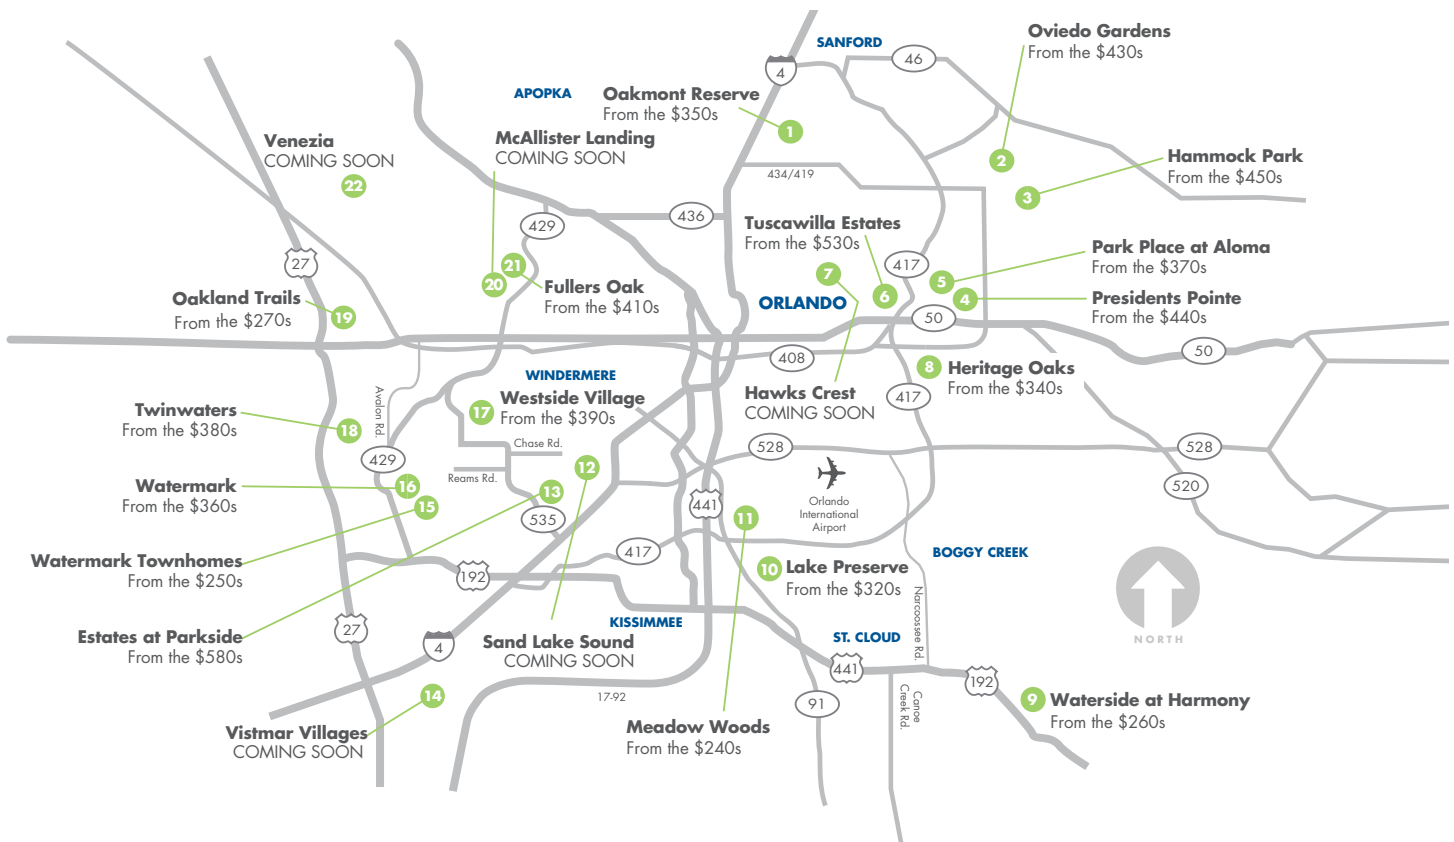 SANFORD
46
4
Oviedo Gardens
From the $430s
APOPKA
Oakmont Reserve
From the $350s
1
McAllister Landing
COMING SOON
Venezia
COMING SOON
22
2
Hammock Park
From the $450s
3
434/419
429
436
Tuscawilla Estates
From the $530s
417
27
21
20
Fullers Oak
From the $410s
7
6
5
Park Place at Aloma
From the $370s
4
Presidents Pointe
From the $440s
Oakland Trails
From the $270s
19
ORLANDO
50
50
408
WINDERMERE
17
Westside Village
From the $390s
Hawks Crest
COMING SOON
8
Heritage Oaks
From the $340s
417
Avalon Rd.
Twinwaters
From the $380s
18
Chase Rd.
429
Reams Rd.
12
528
528
Watermark
From the $360s
16
15
13
535
441
11
Orlando
International
Airport
520
Watermark Townhomes
From the $250s
192
417
10
Lake Preserve
From the $320s
BOGGY CREEK
Narcoossee Rd.
NORTH
27
Estates at Parkside
From the $580s
4
KISSIMMEE
Sand Lake Sound
COMING SOON
ST. CLOUD
441
192
14
17-92
91
Canoe
Creek Rd.
9
Waterside at Harmony
From the $260s
Vistmar Villages
COMING SOON
Meadow Woods
From the $240s